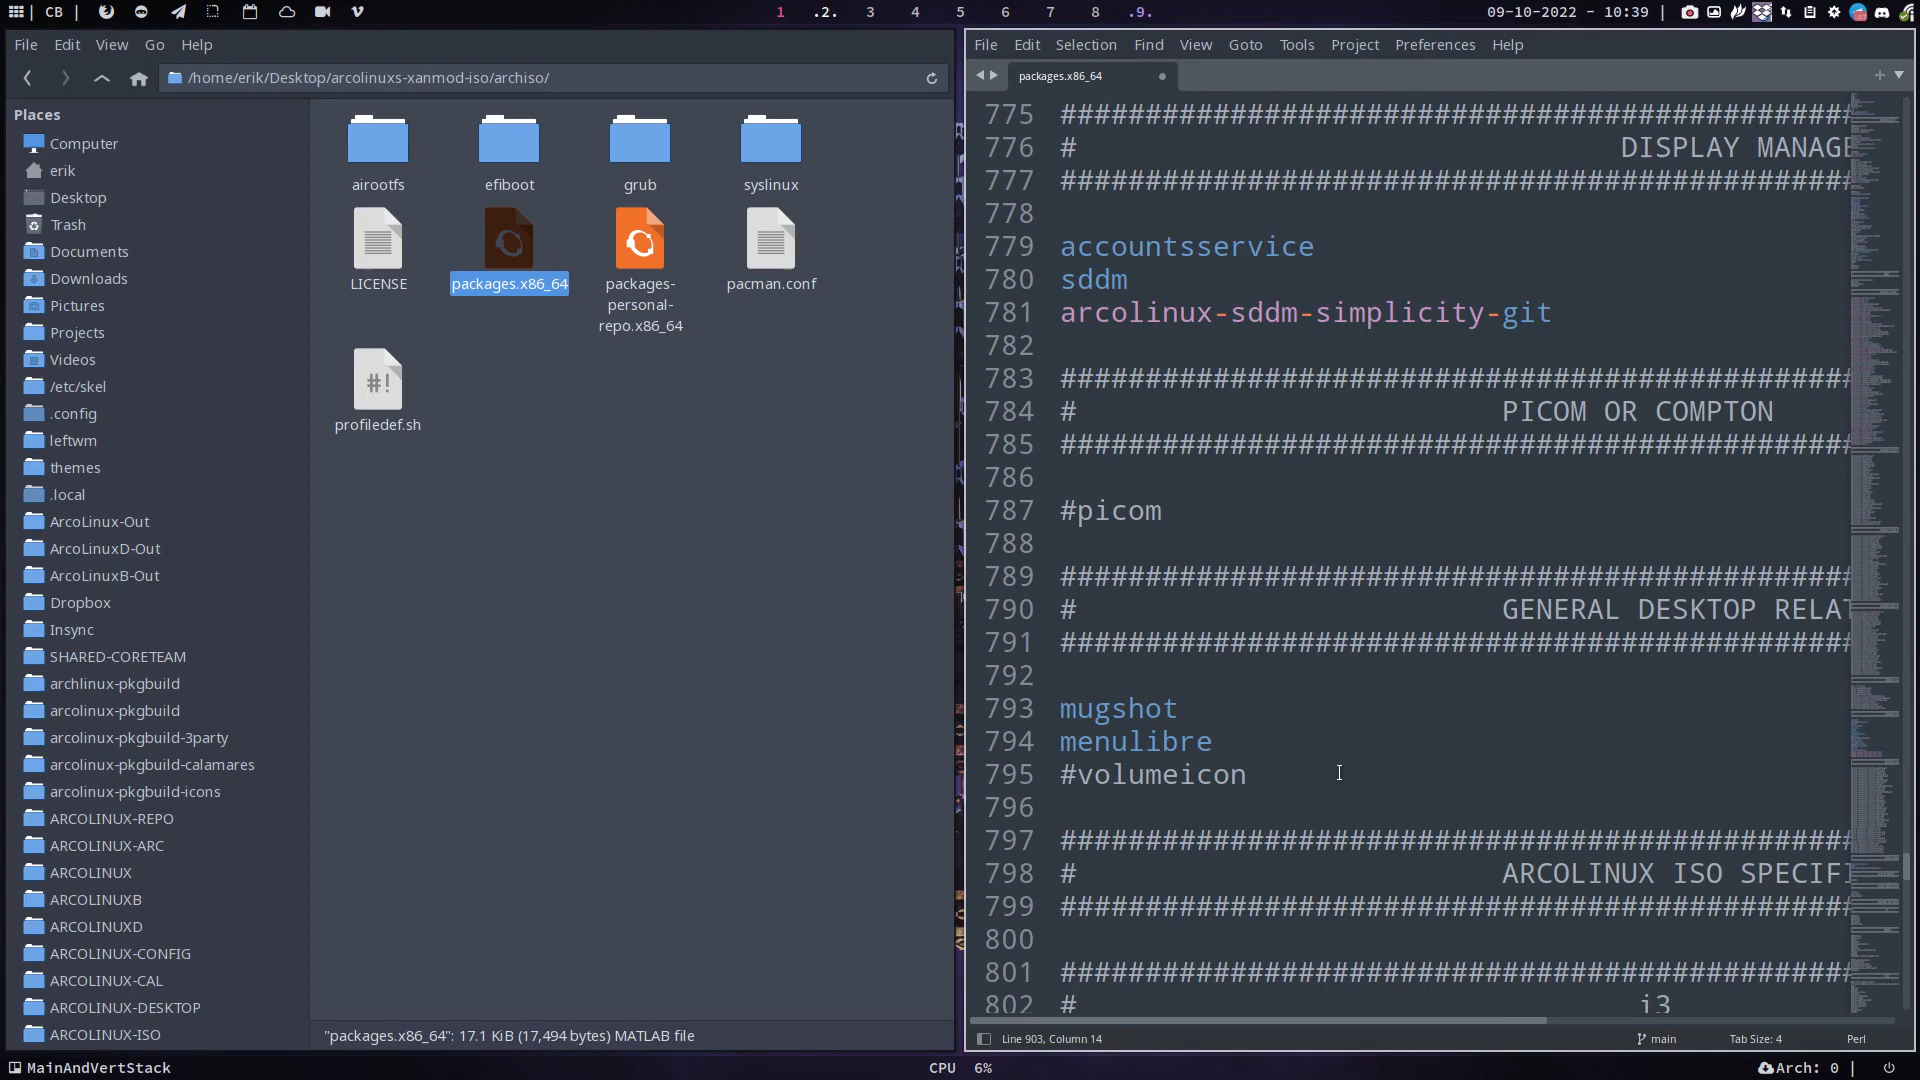 CB
1 .2. 3 4 5 6 7 8 .9.
09-10-2022 - 10:39
File Edit View Go Help
/home/erik/Desktop/arcolinuxs-xanmod-iso/archiso/
Places
Computer
erik
Desktop
Trash
Documents
Downloads
Pictures
Projects
Videos
/etc/skel
.config
leftwm
themes
.local
ArcoLinux-Out
ArcoLinuxD-Out
ArcoLinuxB-Out
Dropbox
Insync
SHARED-CORETEAM
archlinux-pkgbuild
arcolinux-pkgbuild
arcolinux-pkgbuild-3party
arcolinux-pkgbuild-calamares
arcolinux-pkgbuild-icons
ARCOLINUX-REPO
ARCOLINUX-ARC
ARCOLINUX
ARCOLINUXB
ARCOLINUXD
ARCOLINUX-CONFIG
ARCOLINUX-CAL
ARCOLINUX-DESKTOP
ARCOLINUX-ISO
airootfs efiboot grub syslinux
LICENSE packages.x86_64 packages-personal-repo.x86_64 pacman.conf
#!
profiledef.sh
"packages.x86_64": 17.1 KiB (17,494 bytes) MATLAB file
File Edit Selection Find View Goto Tools Project Preferences Help
packages.x86_64
775 ###############################################
776 # DISPLAY MANAGE
777 ###############################################
778
779 accountsservice
780 sddm
781 arcolinux-sddm-simplicity-git
782
783 ###############################################
784 # PICOM OR COMPTON
785 ###############################################
786
787 #picom
788
789 ###############################################
790 # GENERAL DESKTOP RELAT
791 ###############################################
792
793 mugshot
794 menulibre
795 #volumeicon
796
797 ###############################################
798 # ARCOLINUX ISO SPECIFI
799 ###############################################
800
801 ###############################################
802 # i3
Line 903, Column 14 main Tab Size: 4 Perl
MainAndVertStack CPU 6% Arch: 0